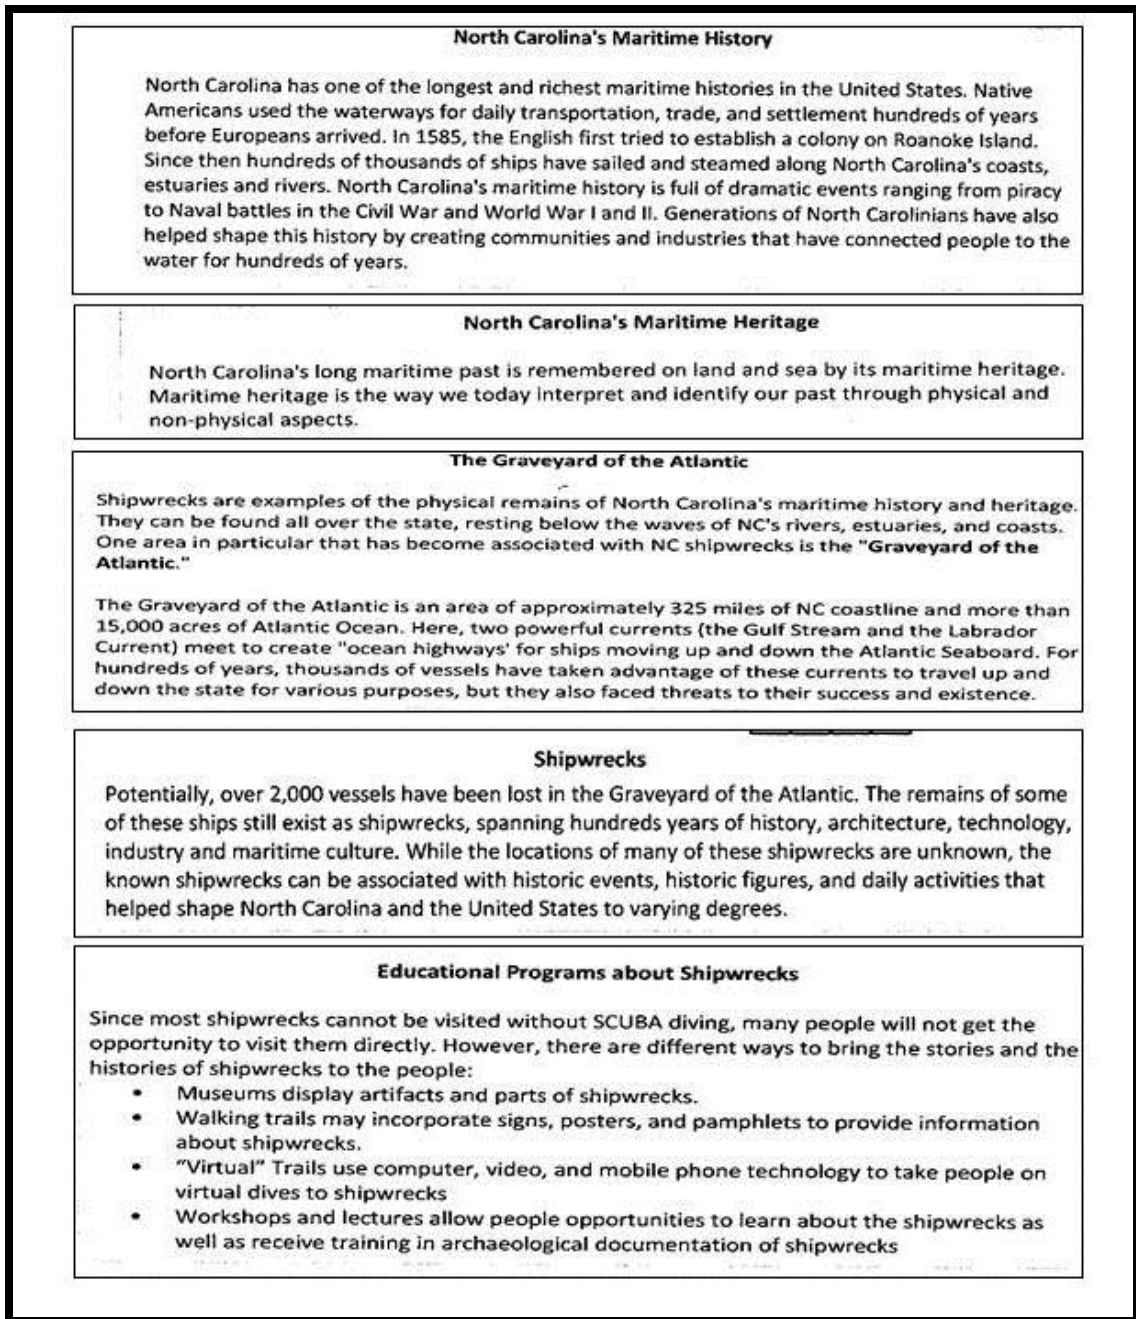 North Carolina's Maritime History
North Carolina has one of the longest and richest maritime histories in the United States. Native
Americans used the waterways for daily transportation, trade, and settlement hundreds of years
before Europeans arrived. In 1585, the English first tried to establish a colony on Roanoke Island.
Since then hundreds of thousands of ships have sailed and steamed along North Carolina's coasts,
estuaries and rivers. North Carolina's maritime history is full of dramatic events ranging from piracy
to Naval battles in the Civil War and World War I and II. Generations of North Carolinians have also
helped shape this history by creating communities and industries that have connected people to the
water for hundreds of years.
North Carolina's Maritime Heritage
North Carolina's long maritime past is remembered on land and sea by its maritime heritage.
Maritime heritage is the way we today interpret and identify our past through physical and
non-physical aspects.
The Graveyard of the Atlantic
Shipwrecks are examples of the physical remains of North Carolina's maritime history and heritage.
They can be found all over the state, resting below the waves of NC's rivers, estuaries, and coasts.
One area in particular that has become associated with NC shipwrecks is the "Graveyard of the
Atlantic."
The Graveyard of the Atlantic is an area of approximately 325 miles of NC coastline and more than
15,000 acres of Atlantic Ocean. Here, two powerful currents (the Gulf Stream and the Labrador
Current) meet to create "ocean highways' for ships moving up and down the Atlantic Seaboard. For
hundreds of years, thousands of vessels have taken advantage of these currents to travel up and
down the state for various purposes, but they also faced threats to their success and existence.
Shipwrecks
Potentially, over 2,000 vessels have been lost in the Graveyard of the Atlantic. The remains of some
of these ships still exist as shipwrecks, spanning hundreds years of history, architecture, technology,
industry and maritime culture. While the locations of many of these shipwrecks are unknown, the
known shipwrecks can be associated with historic events, historic figures, and daily activities that
helped shape North Carolina and the United States to varying degrees.
Educational Programs about Shipwrecks
Since most shipwrecks cannot be visited without SCUBA diving, many people will not get the
opportunity to visit them directly. However, there are different ways to bring the stories and the
histories of shipwrecks to the people:
• Museums display artifacts and parts of shipwrecks.
• Walking trails may incorporate signs, posters, and pamphlets to provide information
about shipwrecks.
• "Virtual" Trails use computer, video, and mobile phone technology to take people on
virtual dives to shipwrecks
• Workshops and lectures allow people opportunities to learn about the shipwrecks as
well as receive training in archaeological documentation of shipwrecks